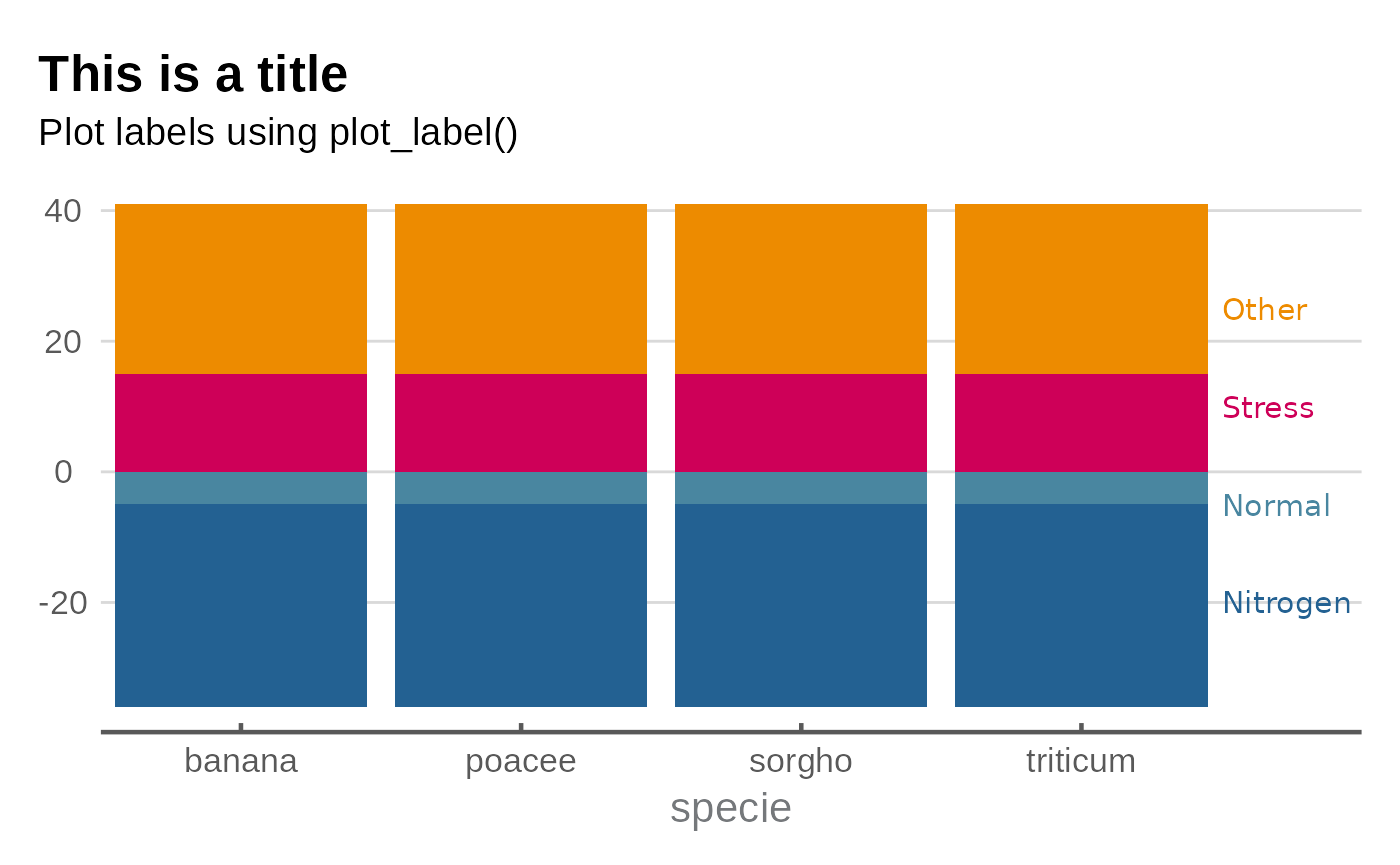 This is a title
Plot labels using plot_label()
40
Other
20
Stress
0
Normal
-20
Nitrogen
banana poacee sorgho triticum
specie